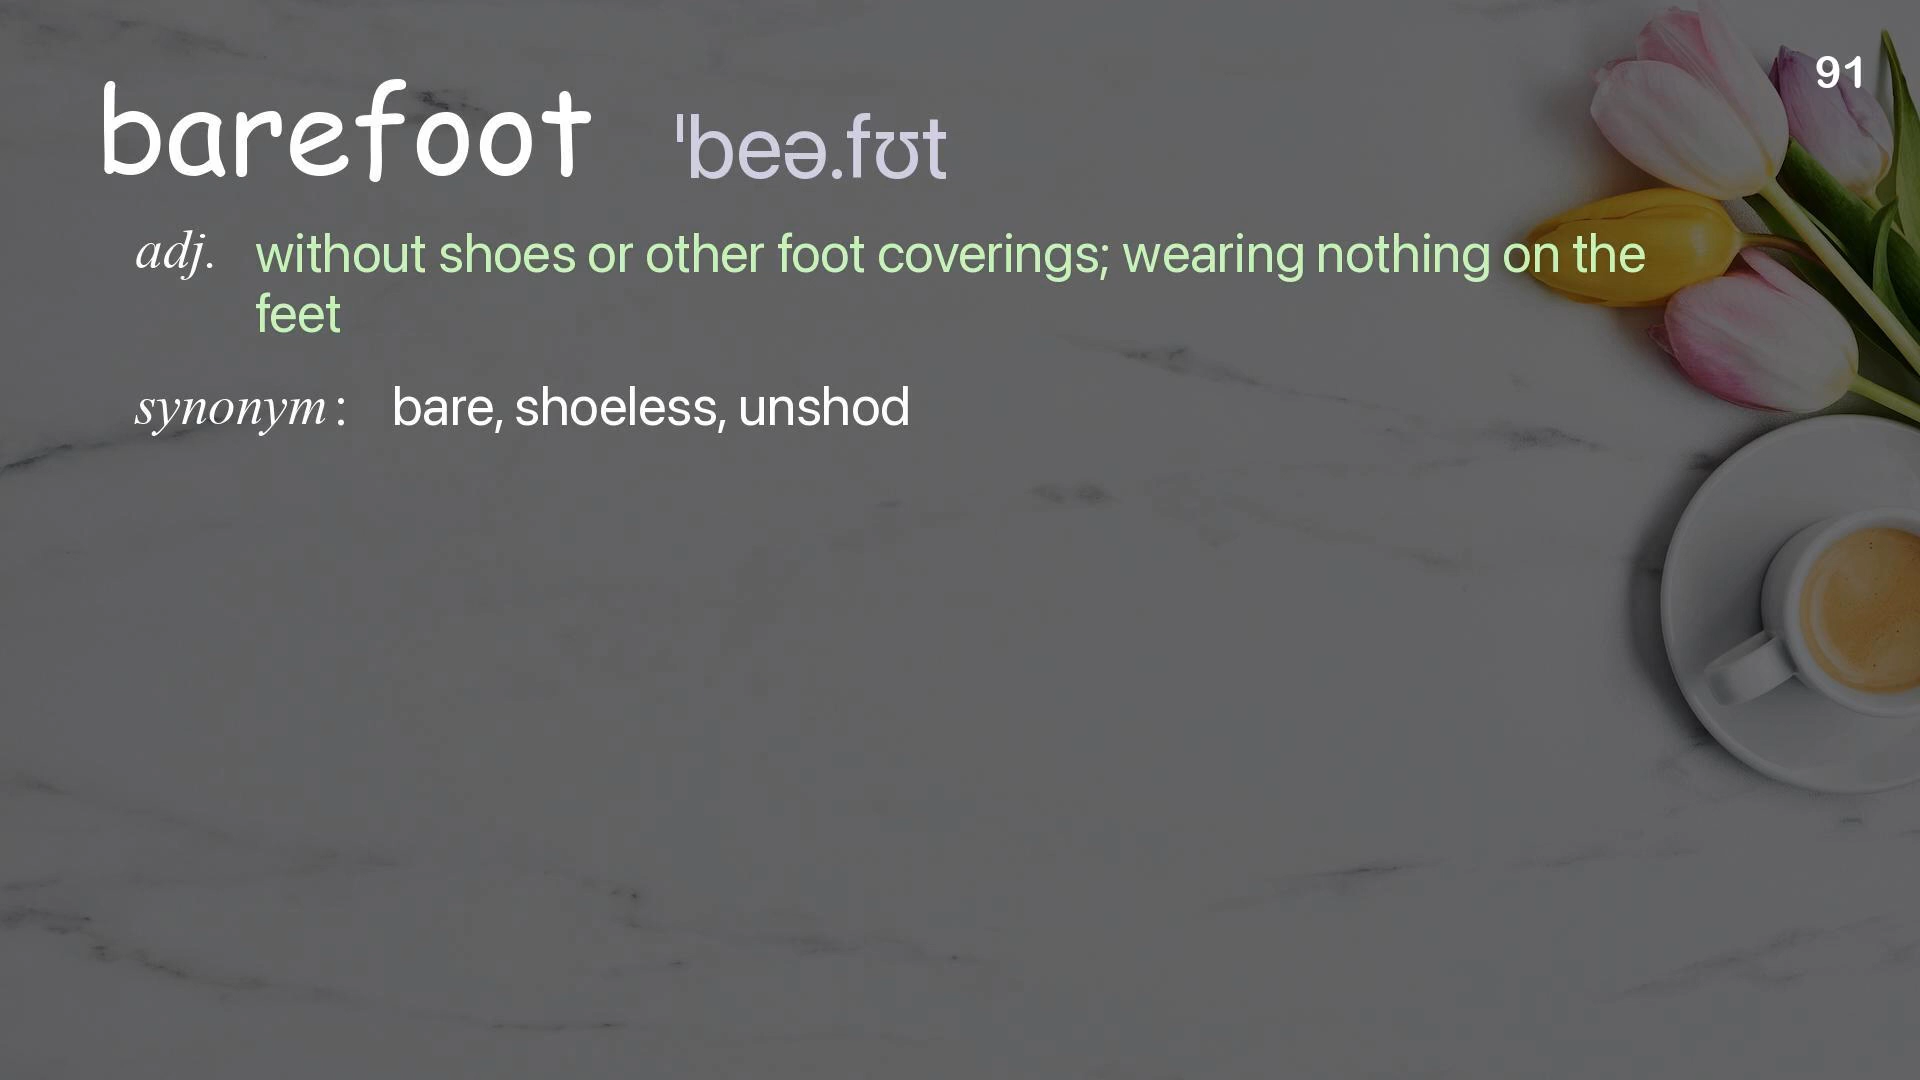 91
barefoot ˈbeə.fʊt
adj. without shoes or other foot coverings; wearing nothing on the
feet
synonym: bare, shoeless, unshod